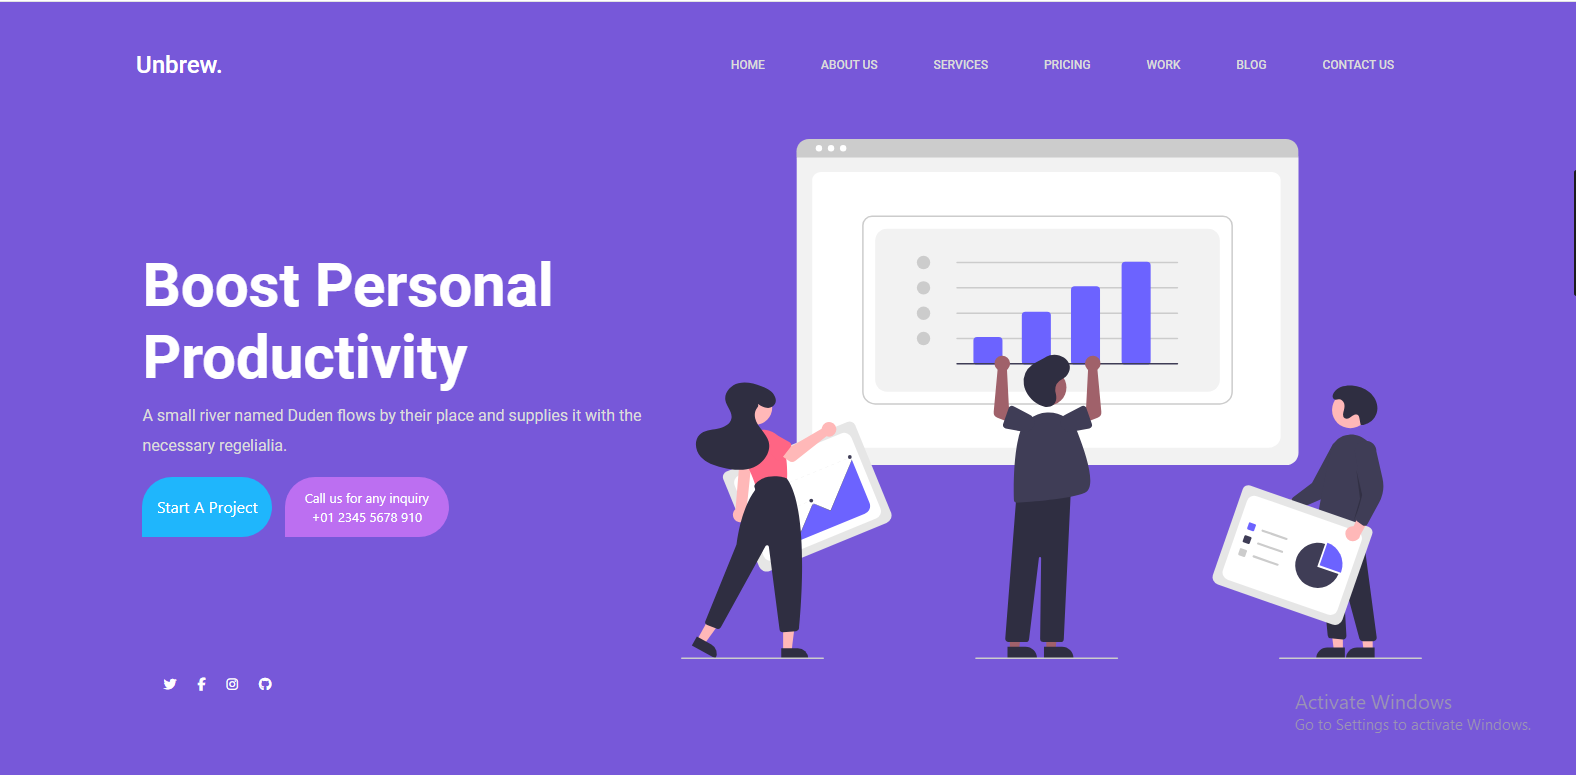 Unbrew.
HOME ABOUT US SERVICES PRICING WORK BLOG CONTACT US
Boost Personal
Productivity
A small river named Duden flows by their place and supplies it with the
necessary regelialia.
Start A Project
Call us for any inquiry
+01 2345 5678 910
Activate Windows
Go to Settings to activate Windows.